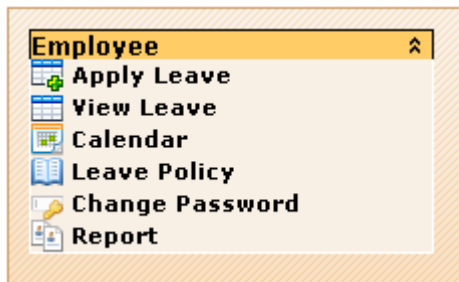 Employee
Apply Leave
View Leave
Calendar
Leave Policy
Change Password
Report